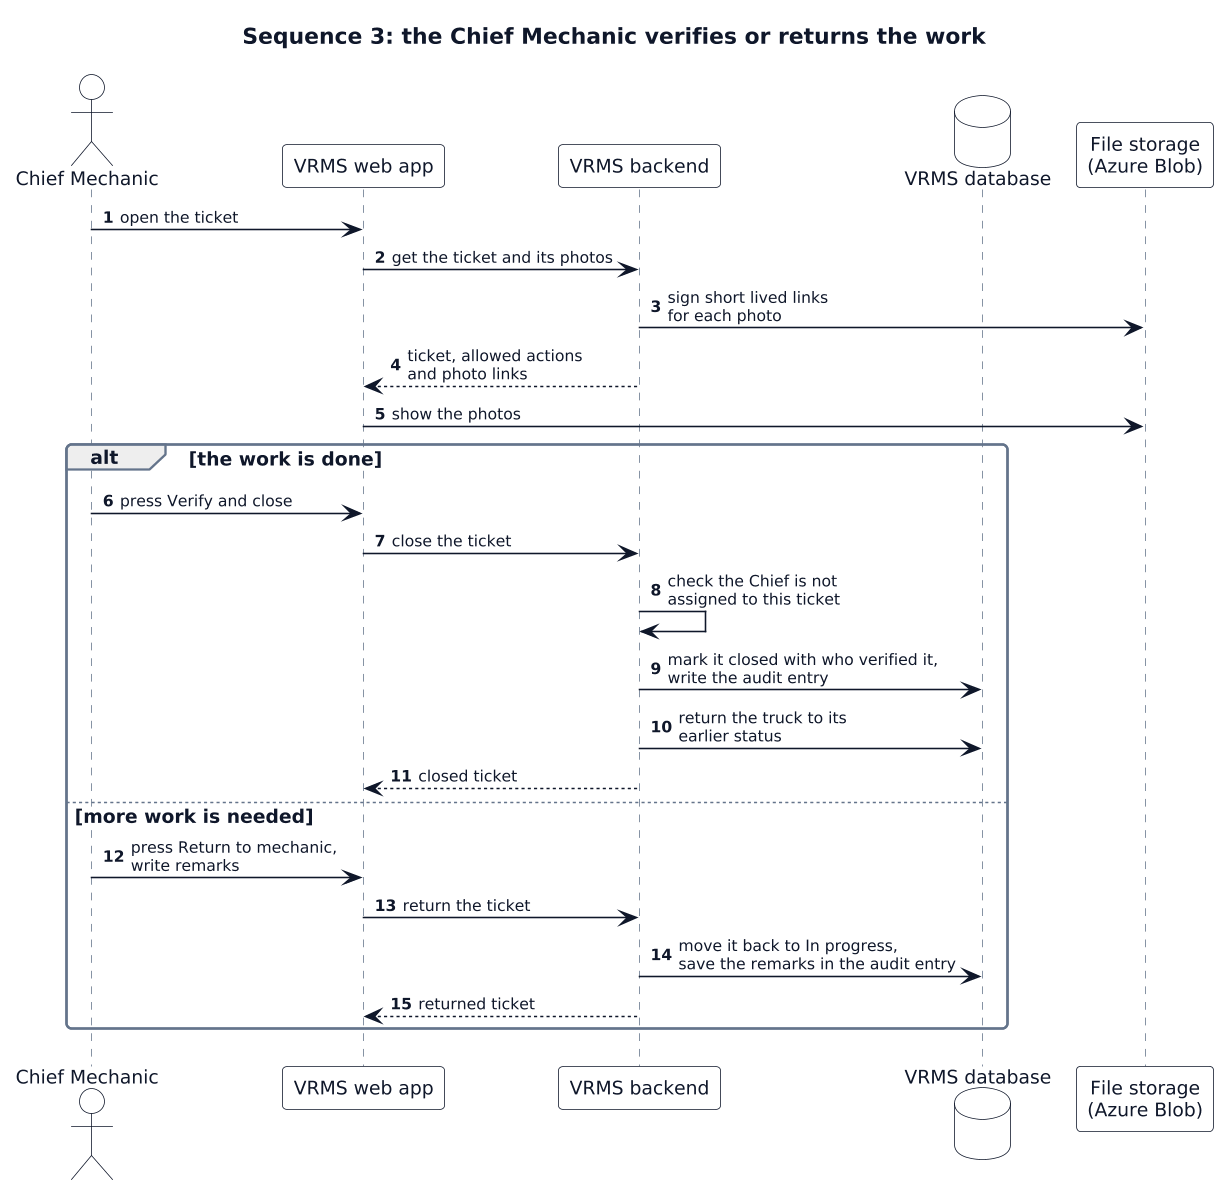 Sequence 3: the Chief Mechanic verifies or returns the work
Chief Mechanic
VRMS web app
VRMS backend
VRMS database
File storage
(Azure Blob)
1 open the ticket
2 get the ticket and its photos
3 sign short lived links
for each photo
4 ticket, allowed actions
and photo links
5 show the photos
alt [the work is done]
6 press Verify and close
7 close the ticket
8 check the Chief is not
assigned to this ticket
9 mark it closed with who verified it,
write the audit entry
10 return the truck to its
earlier status
11 closed ticket
[more work is needed]
12 press Return to mechanic,
write remarks
13 return the ticket
14 move it back to In progress,
save the remarks in the audit entry
15 returned ticket
Chief Mechanic
VRMS web app
VRMS backend
VRMS database
File storage
(Azure Blob)